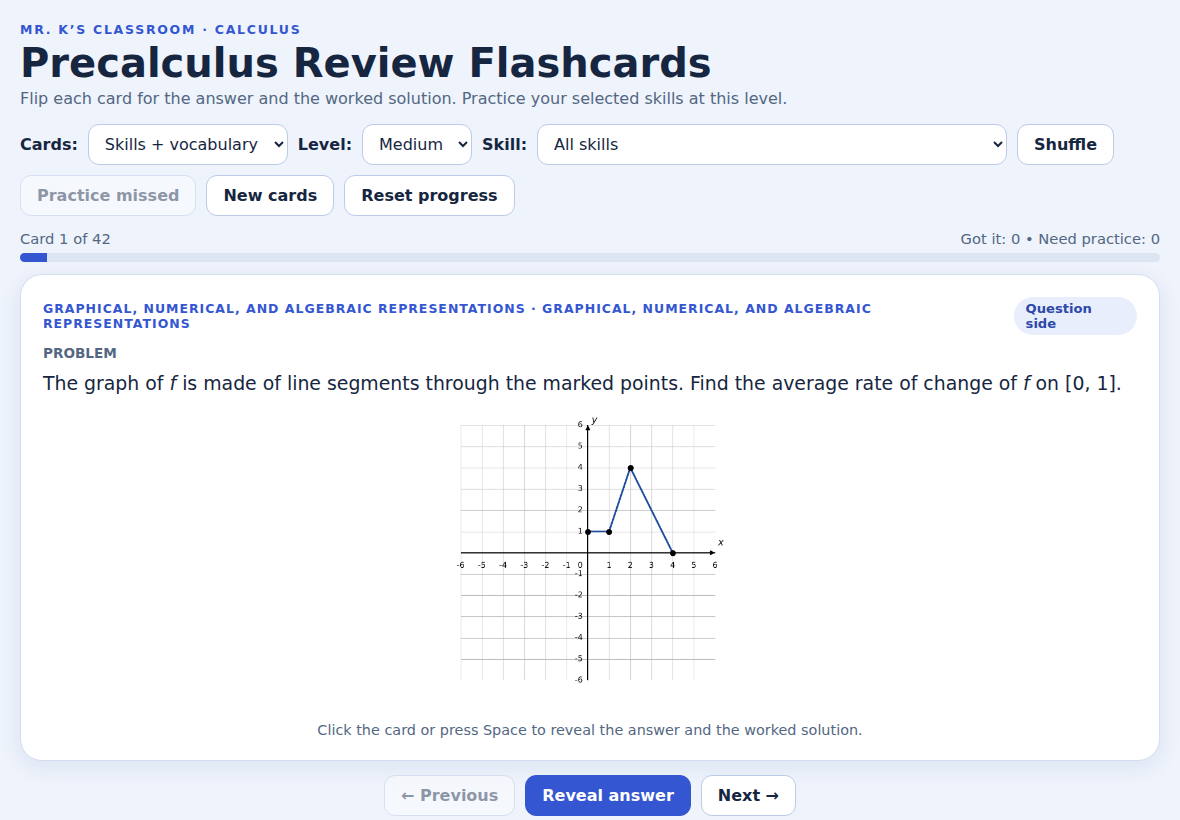 MR. K’S CLASSROOM · CALCULUS
Precalculus Review Flashcards
Flip each card for the answer and the worked solution. Practice your selected skills at this level.
Cards: Skills + vocabulary Level: Medium Skill: All skills Shuffle
Practice missed New cards Reset progress
Card 1 of 42 Got it: 0 • Need practice: 0
GRAPHICAL, NUMERICAL, AND ALGEBRAIC REPRESENTATIONS · GRAPHICAL, NUMERICAL, AND ALGEBRAIC
REPRESENTATIONS
Question
side
PROBLEM
The graph of f is made of line segments through the marked points. Find the average rate of change of f on [0, 1].
y
6
5
4
3
2
1
x
-6 -5 -4 -3 -2 -1 0 1 2 3 4 5 6
-1
-2
-3
-4
-5
-6
Click the card or press Space to reveal the answer and the worked solution.
← Previous Reveal answer Next →